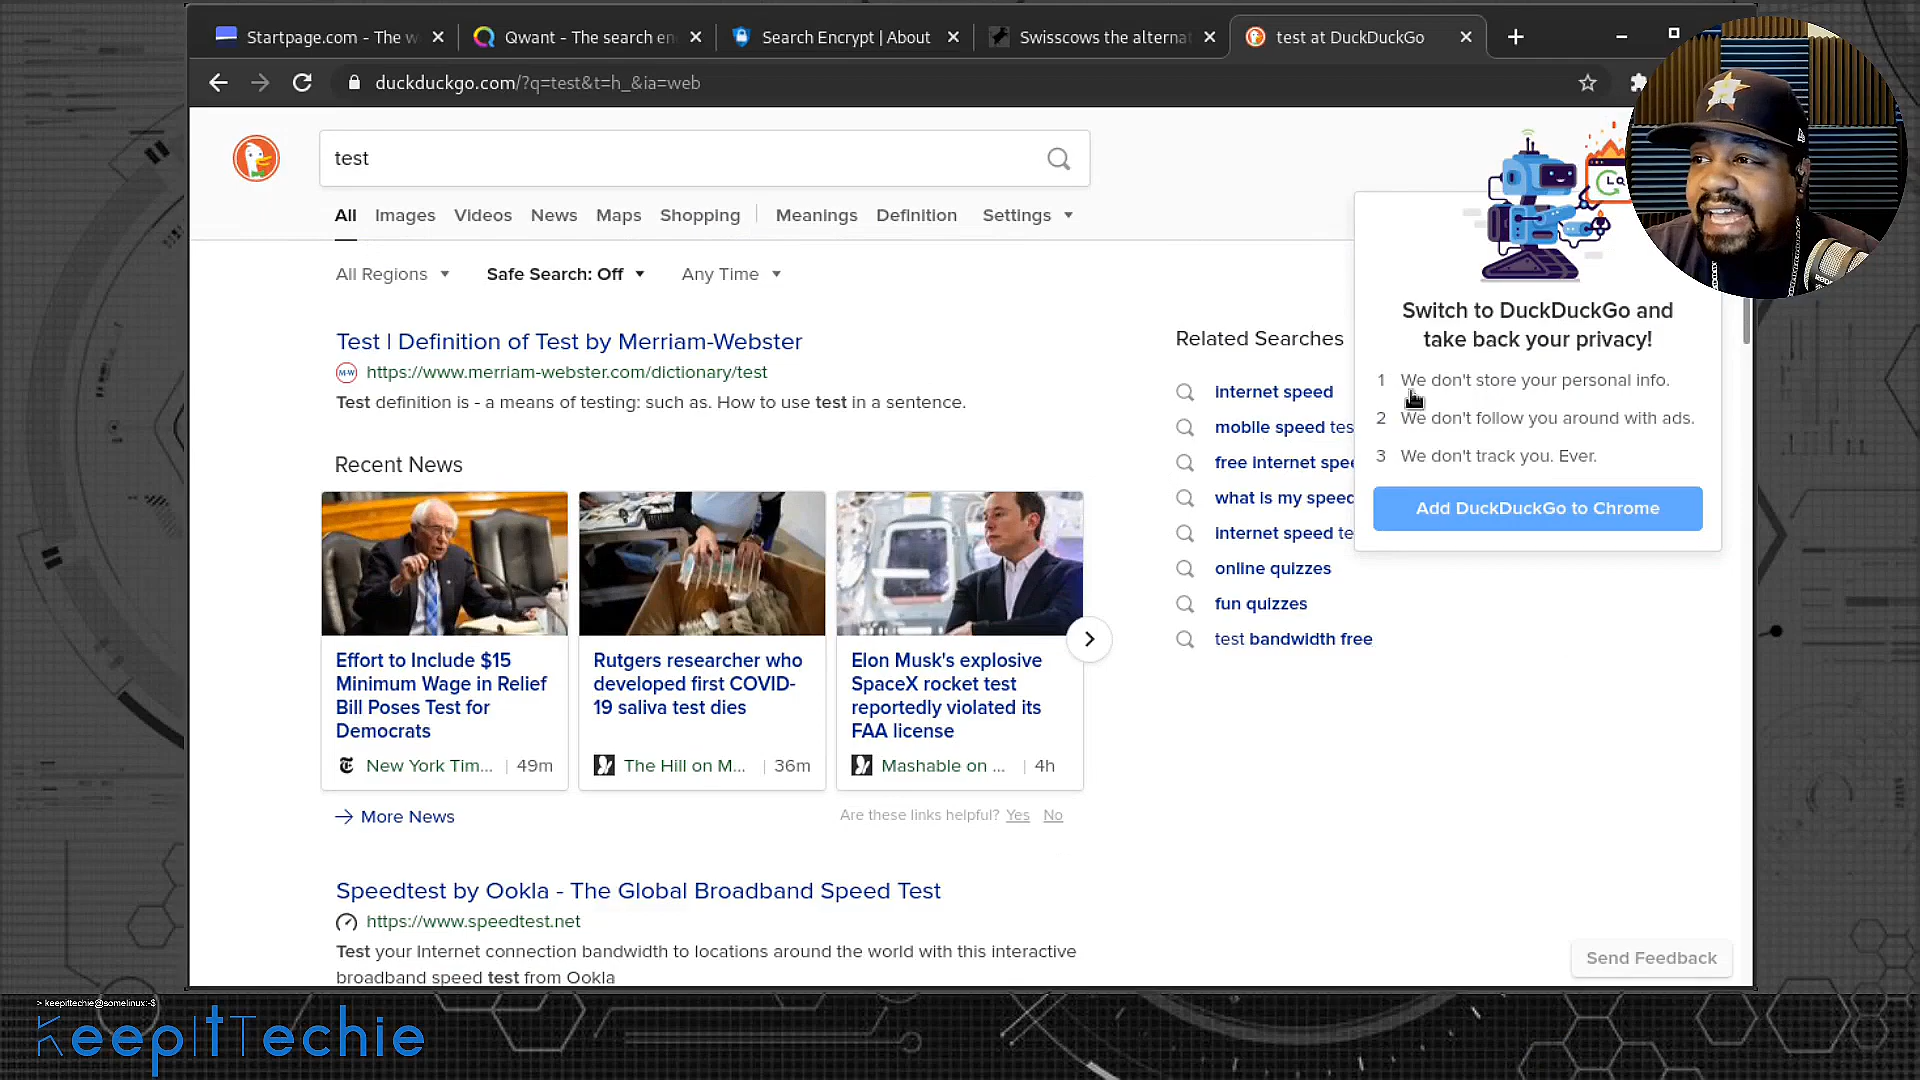 Startpage.com - The w
Qwant - The search en
Search Encrypt | About
Swisscows the alternat
test at DuckDuckGo
duckduckgo.com/?q=test&t=h_&ia=web
test
All
Images
Videos
News
Maps
Shopping
Meanings
Definition
Settings
All Regions
Safe Search: Off
Any Time
Test | Definition of Test by Merriam-Webster
M-W
https://www.merriam-webster.com/dictionary/test
Test definition is - a means of testing: such as. How to use test in a sentence.
Recent News
Effort to Include $15
Minimum Wage in Relief
Bill Poses Test for
Democrats
New York Tim...
49m
Rutgers researcher who
developed first COVID-
19 saliva test dies
The Hill on M...
36m
Elon Musk's explosive
SpaceX rocket test
reportedly violated its
FAA license
Mashable on ...
4h
More News
Are these links helpful? Yes No
Speedtest by Ookla - The Global Broadband Speed Test
https://www.speedtest.net
Test your Internet connection bandwidth to locations around the world with this interactive
broadband speed test from Ookla
Related Searches
internet speed
mobile speed tes
free internet spee
what is my speed
internet speed te
online quizzes
fun quizzes
test bandwidth free
Switch to DuckDuckGo and
take back your privacy!
1 We don't store your personal info.
2 We don't follow you around with ads.
3 We don't track you. Ever.
Add DuckDuckGo to Chrome
Send Feedback
> keepittechie@somelinux:~$
KeepItTechie